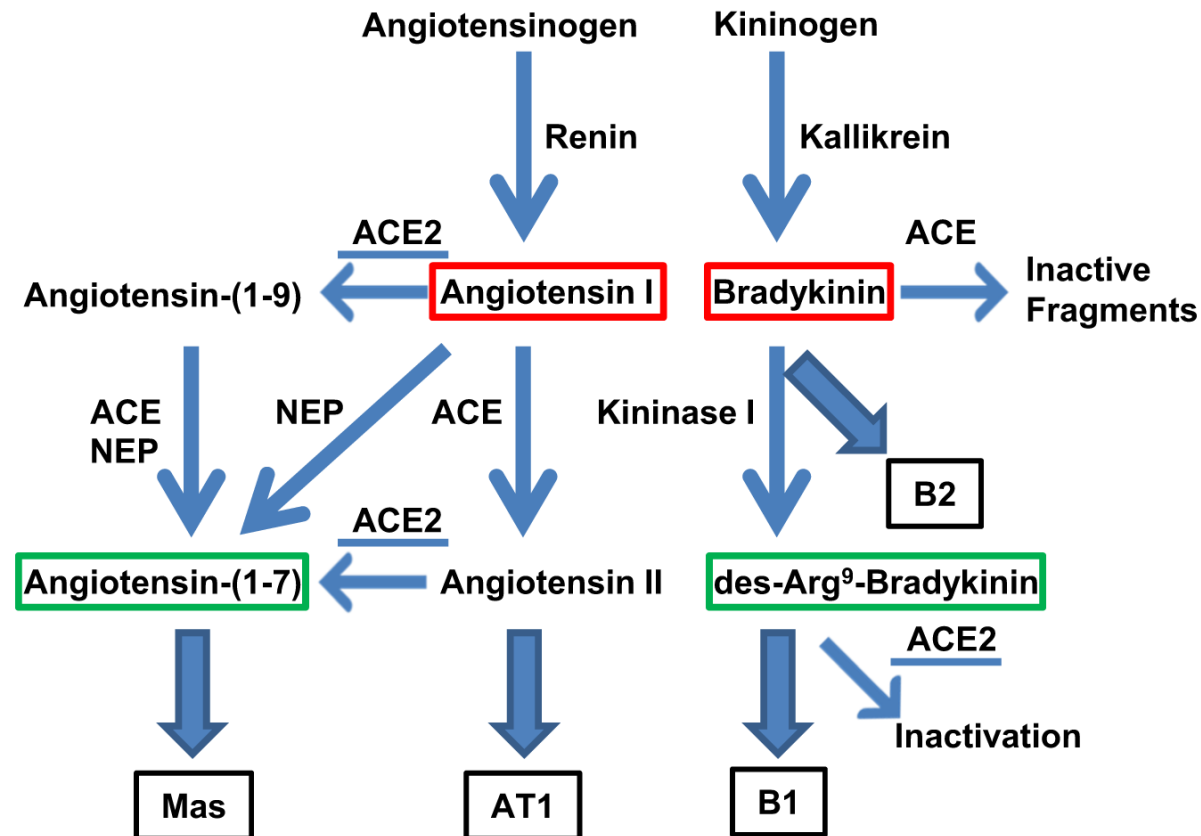 Angiotensinogen
Kininogen
Renin
Kallikrein
ACE2
ACE
Angiotensin-(1-9)
Angiotensin I
Bradykinin
Inactive
Fragments
ACE
NEP
NEP
ACE
Kininase I
B2
ACE2
Angiotensin-(1-7)
Angiotensin II
des-Arg⁹-Bradykinin
ACE2
Inactivation
Mas
AT1
B1